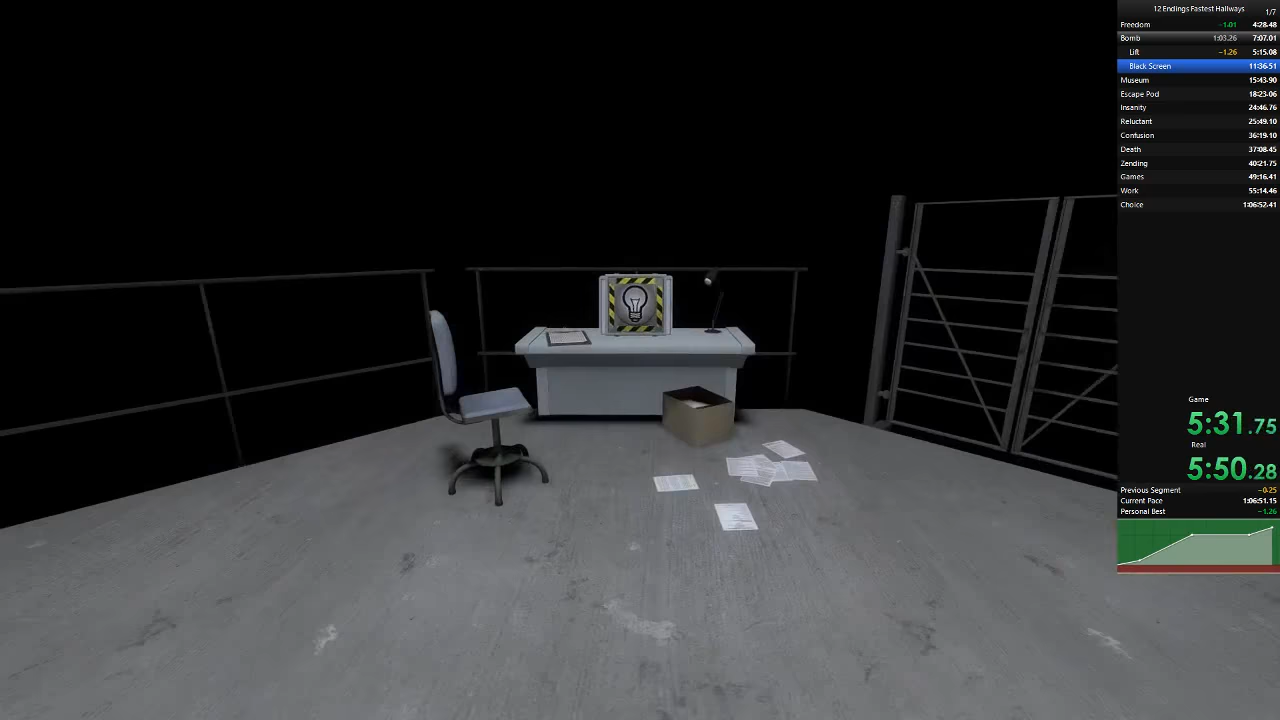 12 Endings Fastest Hallways
1/7
Freedom -1.01 4:28.48
Bomb 1:03.26 7:07.01
Lift -1.26 5:15.08
Black Screen 11:36.51
Museum 15:43.90
Escape Pod 18:23.06
Insanity 24:46.76
Reluctant 25:49.10
Confusion 36:19.10
Death 37:08.45
Zending 40:21.75
Games 49:16.41
Work 55:14.46
Choice 1:06:52.41
Game
5:31.75
Real
5:50.28
Previous Segment -0.25
Current Pace 1:06:51.15
Personal Best -1.26